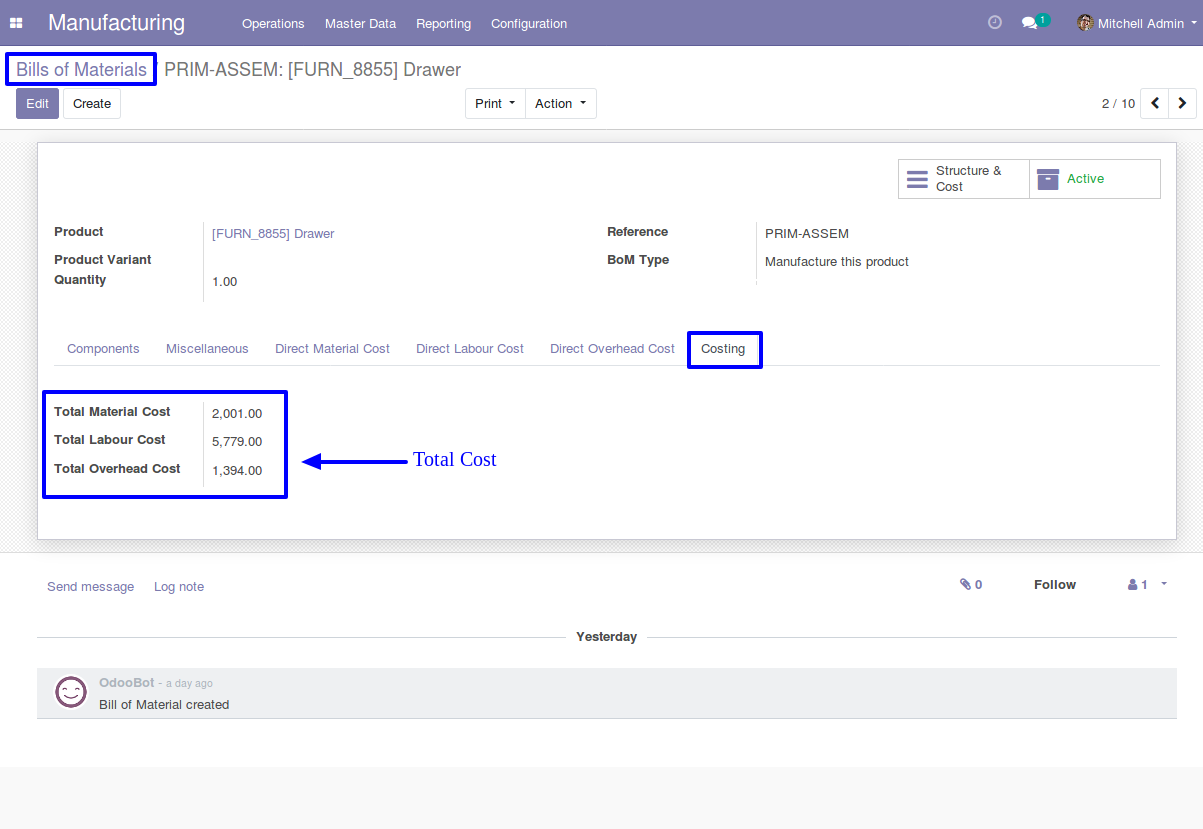 Manufacturing Operations Master Data Reporting Configuration 1 Mitchell Admin
Bills of Materials / PRIM-ASSEM: [FURN_8855] Drawer
Edit Create Print Action 2 / 10
Structure & Cost
Active
Product [FURN_8855] Drawer Reference PRIM-ASSEM
Product Variant BoM Type Manufacture this product
Quantity 1.00
Components Miscellaneous Direct Material Cost Direct Labour Cost Direct Overhead Cost Costing
Total Material Cost 2,001.00
Total Labour Cost 5,779.00
Total Cost
Total Overhead Cost 1,394.00
Send message Log note 0 Follow 1
Yesterday
OdooBot - a day ago
Bill of Material created